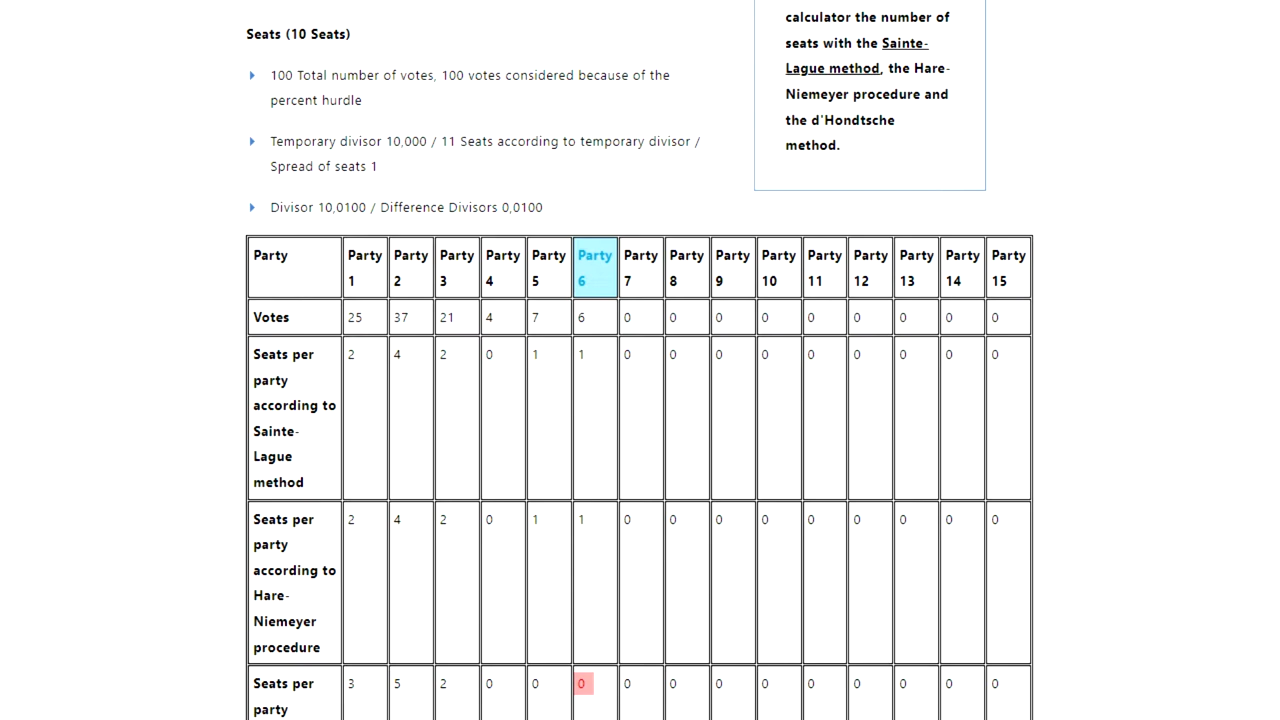 Seats (10 Seats)
100 Total number of votes, 100 votes considered because of the
percent hurdle
Temporary divisor 10,000 / 11 Seats according to temporary divisor /
Spread of seats 1
Divisor 10,0100 / Difference Divisors 0,0100
calculator the number of
seats with the Sainte-
Lague method, the Hare-
Niemeyer procedure and
the d'Hondtsche
method.
Party Party 1 Party 2 Party 3 Party 4 Party 5 Party 6 Party 7 Party 8 Party 9 Party 10 Party 11 Party 12 Party 13 Party 14 Party 15
Votes 25 37 21 4 7 6 0 0 0 0 0 0 0 0 0
Seats per 2 4 2 0 1 1 0 0 0 0 0 0 0 0 0
party
according to
Sainte-
Lague
method
Seats per 2 4 2 0 1 1 0 0 0 0 0 0 0 0 0
party
according to
Hare-
Niemeyer
procedure
Seats per 3 5 2 0 0 0 0 0 0 0 0 0 0 0 0
party